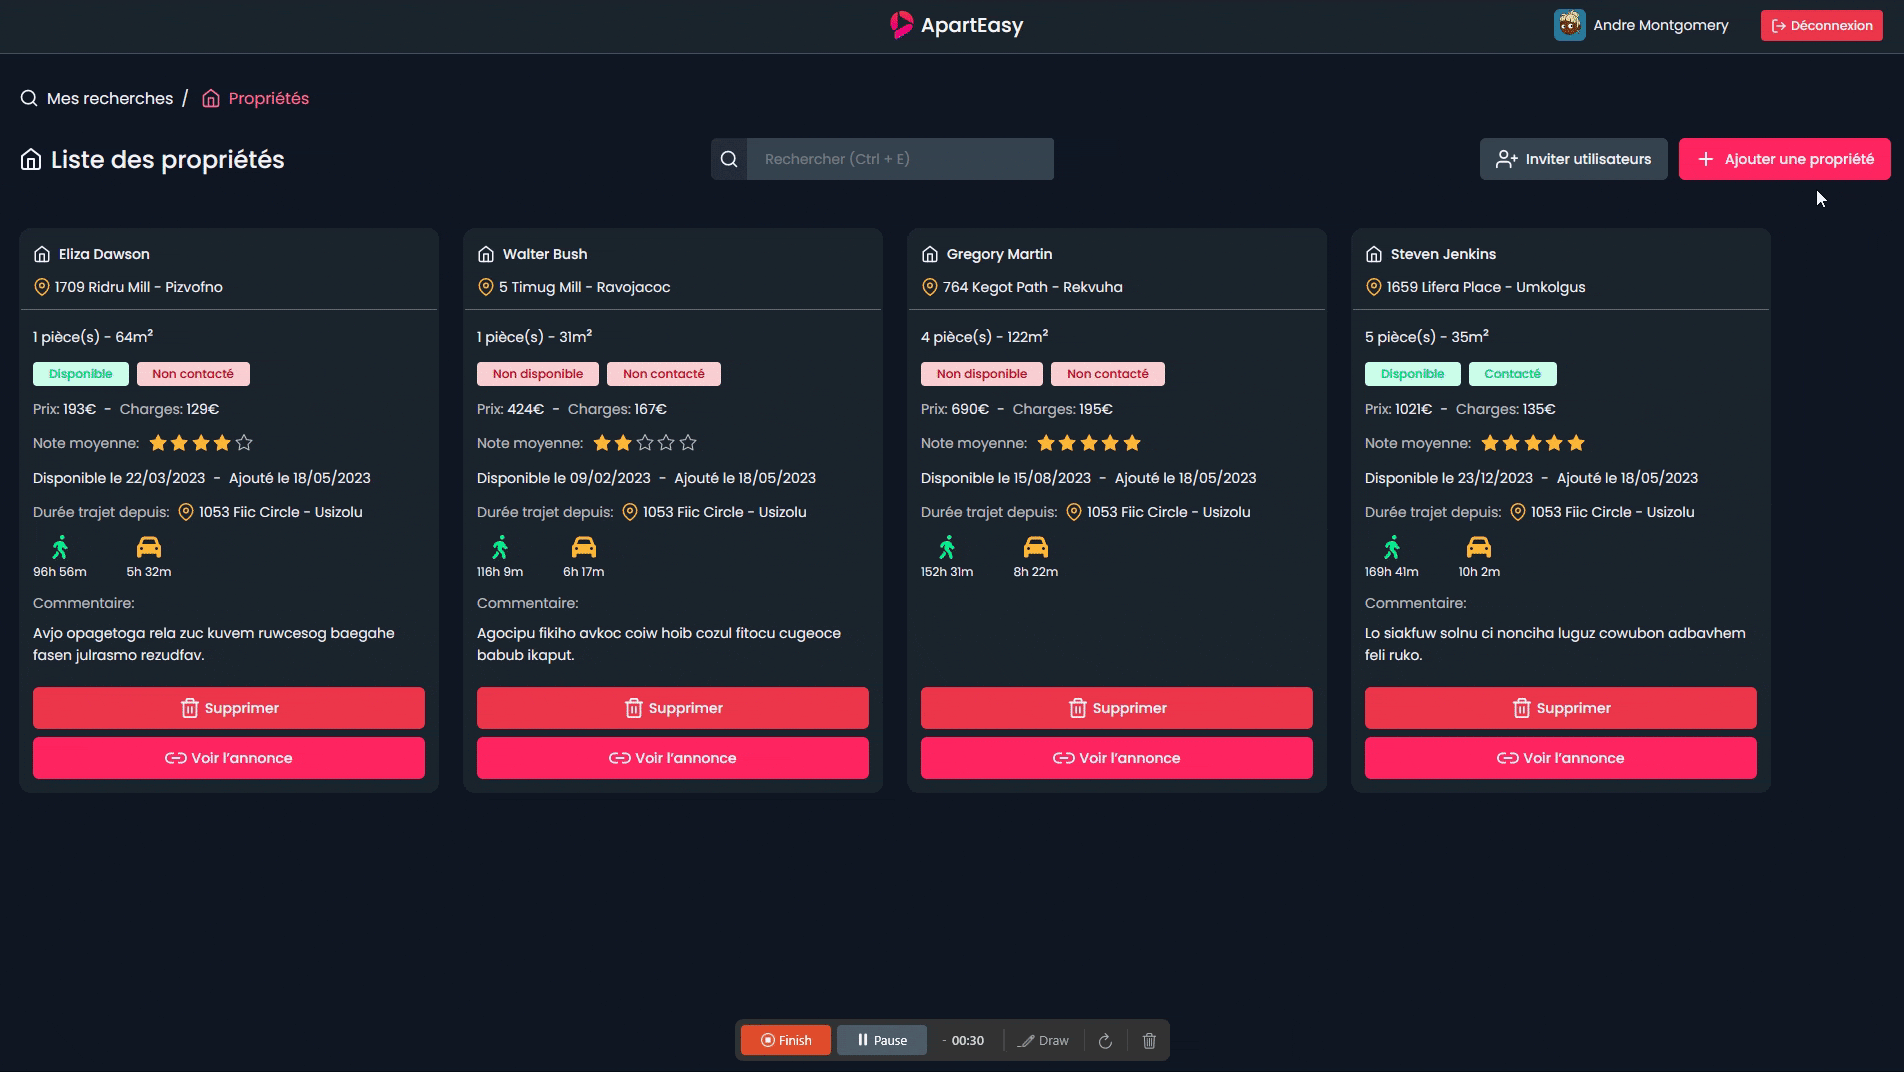 ApartEasy
Andre Montgomery
Déconnexion
Mes recherches / Propriétés
Liste des propriétés
Rechercher (Ctrl + E)
Inviter utilisateurs
Ajouter une propriété
Eliza Dawson
1709 Ridru Mill - Pizvofno
1 pièce(s) - 64m²
Disponible Non contacté
Prix: 193€ - Charges: 129€
Note moyenne:
Disponible le 22/03/2023 - Ajouté le 18/05/2023
Durée trajet depuis: 1053 Fiic Circle - Usizolu
96h 56m 5h 32m
Commentaire:
Avjo opagetoga rela zuc kuvem ruwcesog baegahe
fasen julrasmo rezudfav.
Supprimer
Voir l'annonce
Walter Bush
5 Timug Mill - Ravojacoc
1 pièce(s) - 31m²
Non disponible Non contacté
Prix: 424€ - Charges: 167€
Note moyenne:
Disponible le 09/02/2023 - Ajouté le 18/05/2023
Durée trajet depuis: 1053 Fiic Circle - Usizolu
116h 9m 6h 17m
Commentaire:
Agocipu fikiho avkoc coiw hoib cozul fitocu cugeoce
babub ikaput.
Supprimer
Voir l'annonce
Gregory Martin
764 Kegot Path - Rekvuha
4 pièce(s) - 122m²
Non disponible Non contacté
Prix: 690€ - Charges: 195€
Note moyenne:
Disponible le 15/08/2023 - Ajouté le 18/05/2023
Durée trajet depuis: 1053 Fiic Circle - Usizolu
152h 31m 8h 22m
Supprimer
Voir l'annonce
Steven Jenkins
1659 Lifera Place - Umkolgus
5 pièce(s) - 35m²
Disponible Contacté
Prix: 1021€ - Charges: 135€
Note moyenne:
Disponible le 23/12/2023 - Ajouté le 18/05/2023
Durée trajet depuis: 1053 Fiic Circle - Usizolu
169h 41m 10h 2m
Commentaire:
Lo siakfuw solnu ci nonciha luguz cowubon adbavhem
feli ruko.
Supprimer
Voir l'annonce
Finish Pause - 00:30 Draw